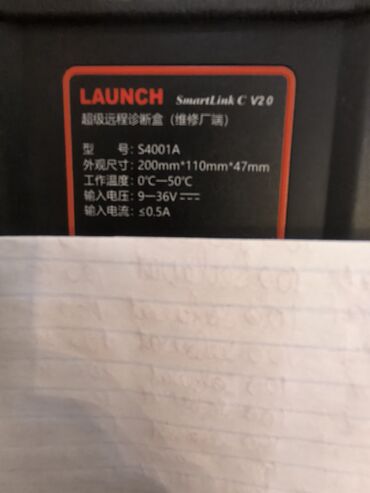 LAUNCH SmartLink C V2 0
超级远程诊断盒（维修厂端）
型 号：S4001A
外观尺寸：200mm*110mm*47mm
工作温度：0℃—50℃
输入电压：9—36V
输入电流：≤0.5A